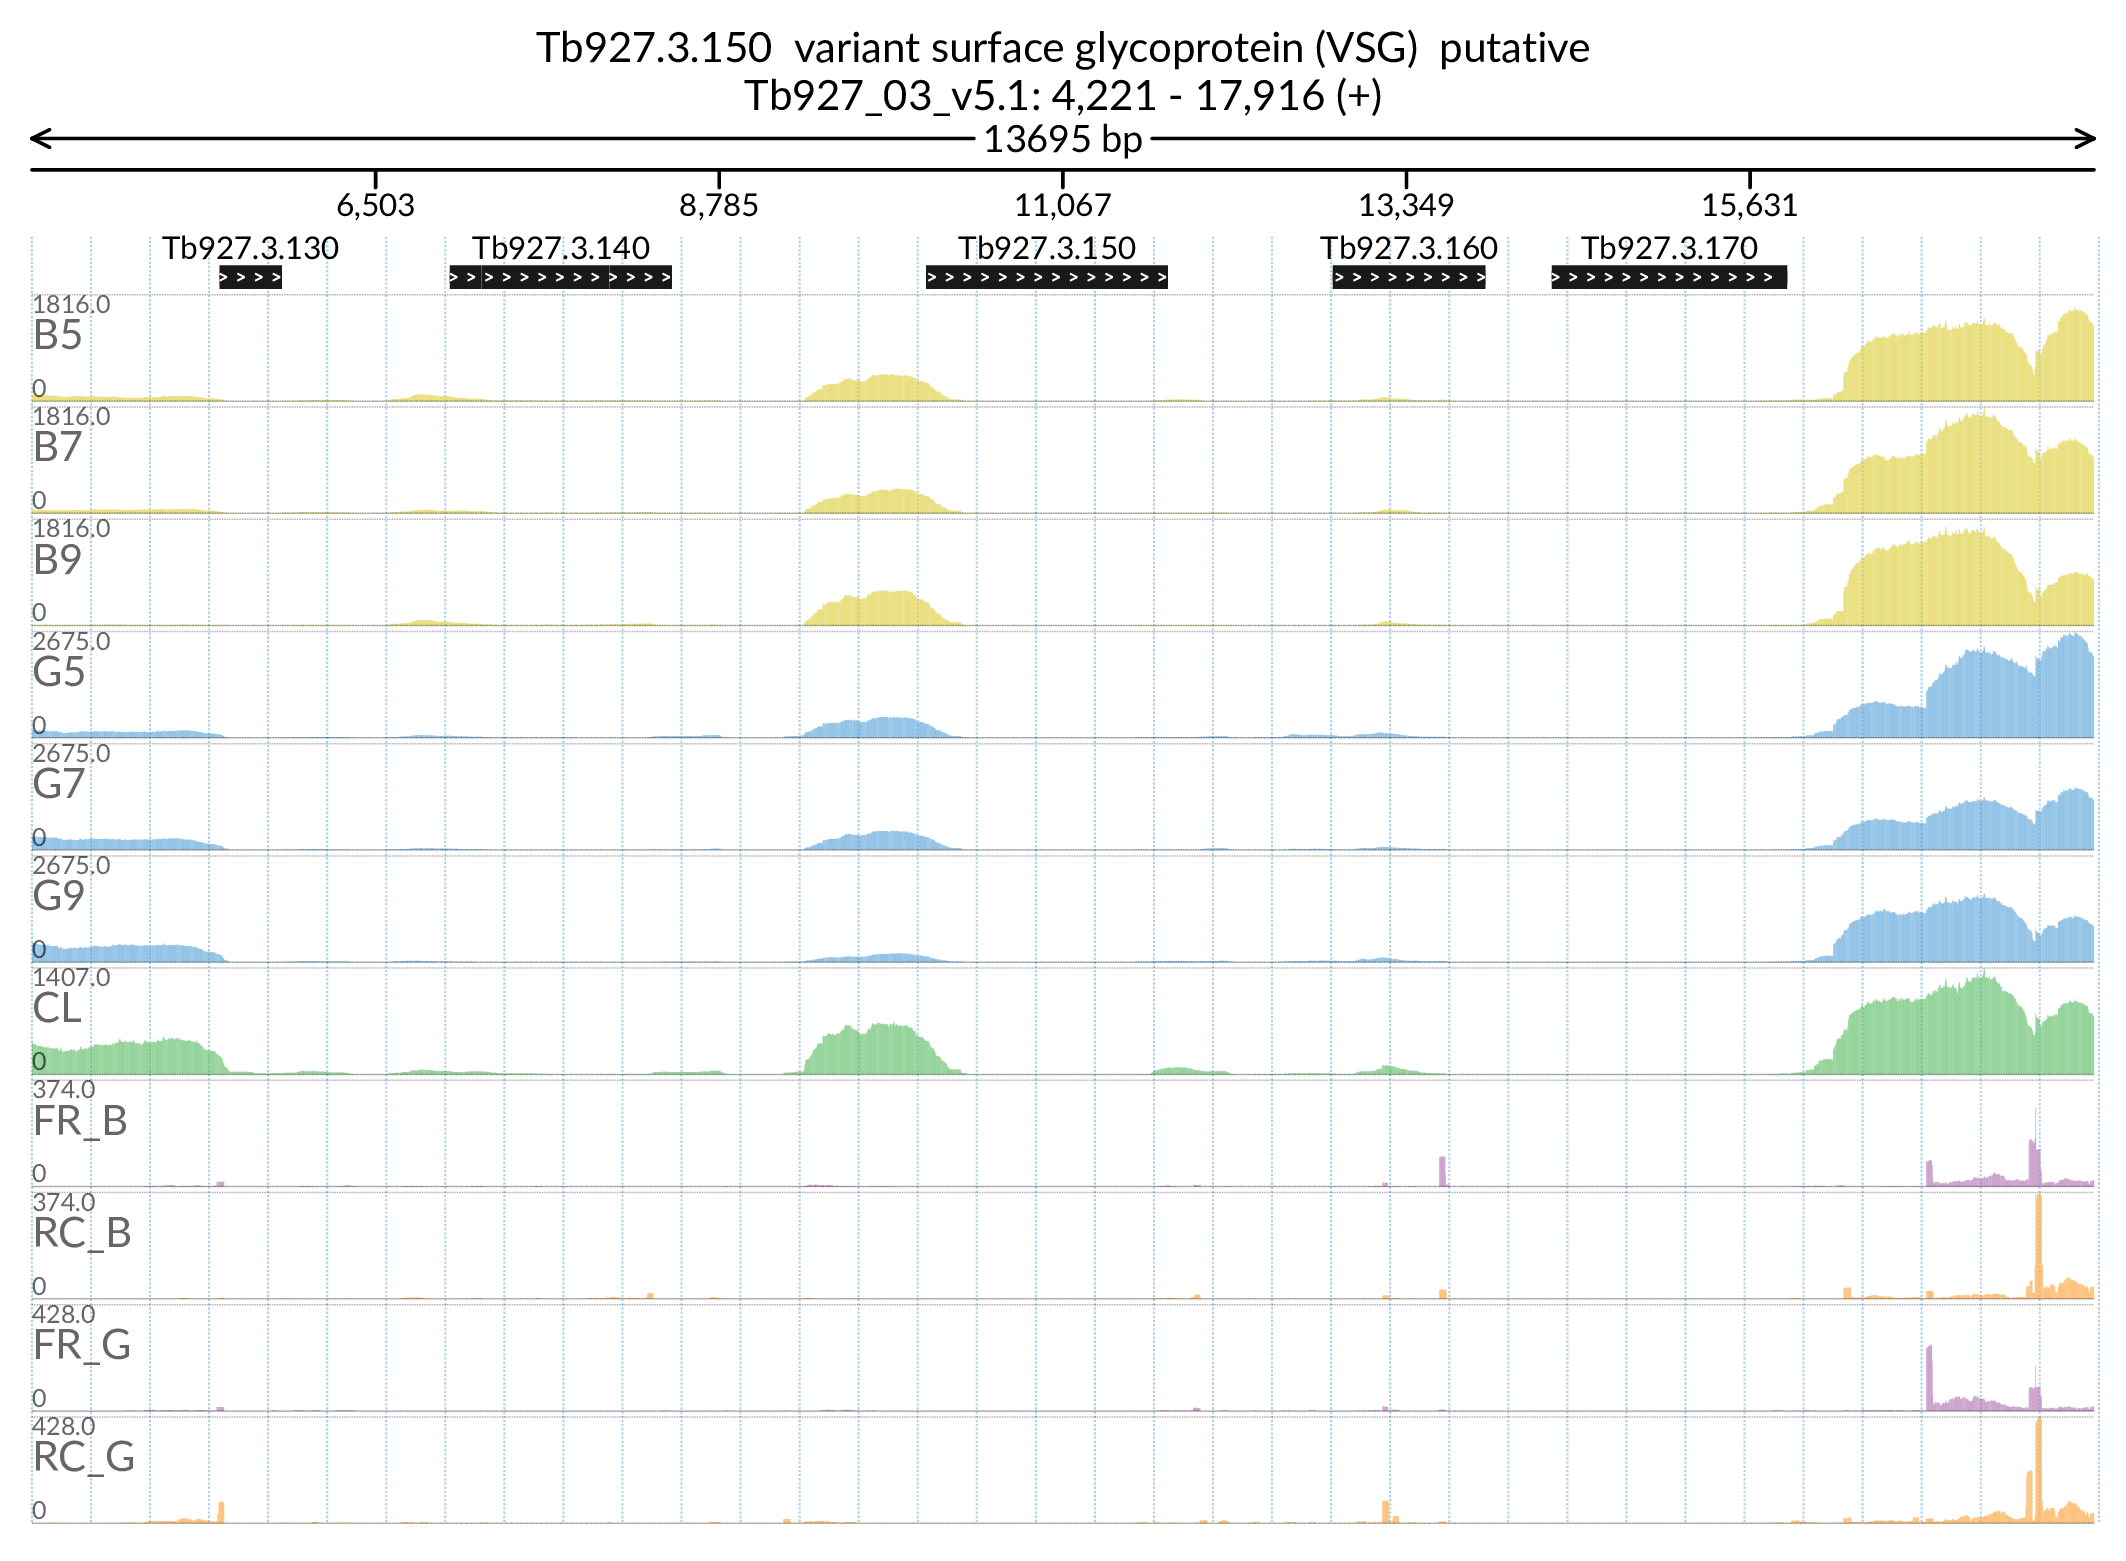 Tb927.3.150  variant surface glycoprotein (VSG)  putative
Tb927_03_v5.1: 4,221 - 17,916 (+)
13695 bp
6,503 8,785 11,067 13,349 15,631
Tb927.3.130 Tb927.3.140 Tb927.3.150 Tb927.3.160 Tb927.3.170
1816.0
B5
0
1816.0
B7
0
1816.0
B9
0
2675.0
G5
0
2675.0
G7
0
2675.0
G9
0
1407.0
CL
0
374.0
FR_B
0
374.0
RC_B
0
428.0
FR_G
0
428.0
RC_G
0